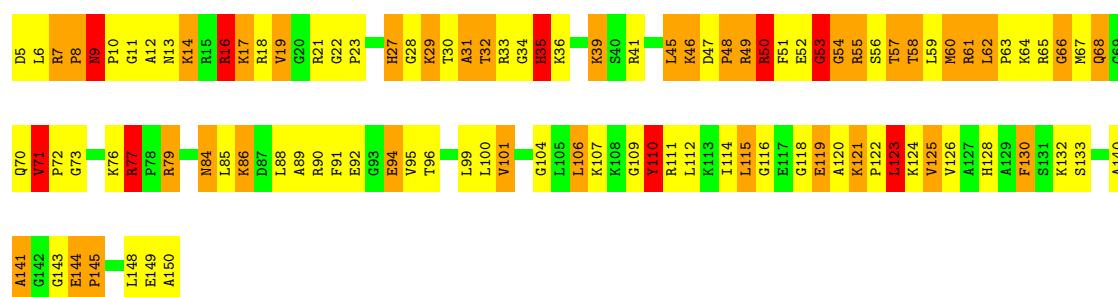 D5 L6 R7 P8 N9 P10 G11 A12 N13 K14 R15 R16 K17 R18 V19 G20 R21 G22 P23 H27 G28 K29 T30 A31 T32 R33 G34 H35 K36 K39 S40 R41 L45 K46 D47 P48 R49 R50 F51 E52 G53 G54 R55 S56 T57 T58 L59 M60 R61 L62 P63 K64 R65 G66 M67 Q68 G69
Q70 V71 P72 G73 K76 R77 P78 R79 N84 L85 K86 D87 L88 A89 R90 F91 E92 G93 E94 V95 T96 L99 L100 V101 G104 L105 L106 K107 K108 G109 Y110 R111 L112 K113 I114 L115 G116 E117 G118 E119 A120 K121 P122 L123 K124 V125 V126 A127 H128 A129 F130 S131 K132 S133 A140
A141 G142 G143 E144 P145 L148 E149 A150